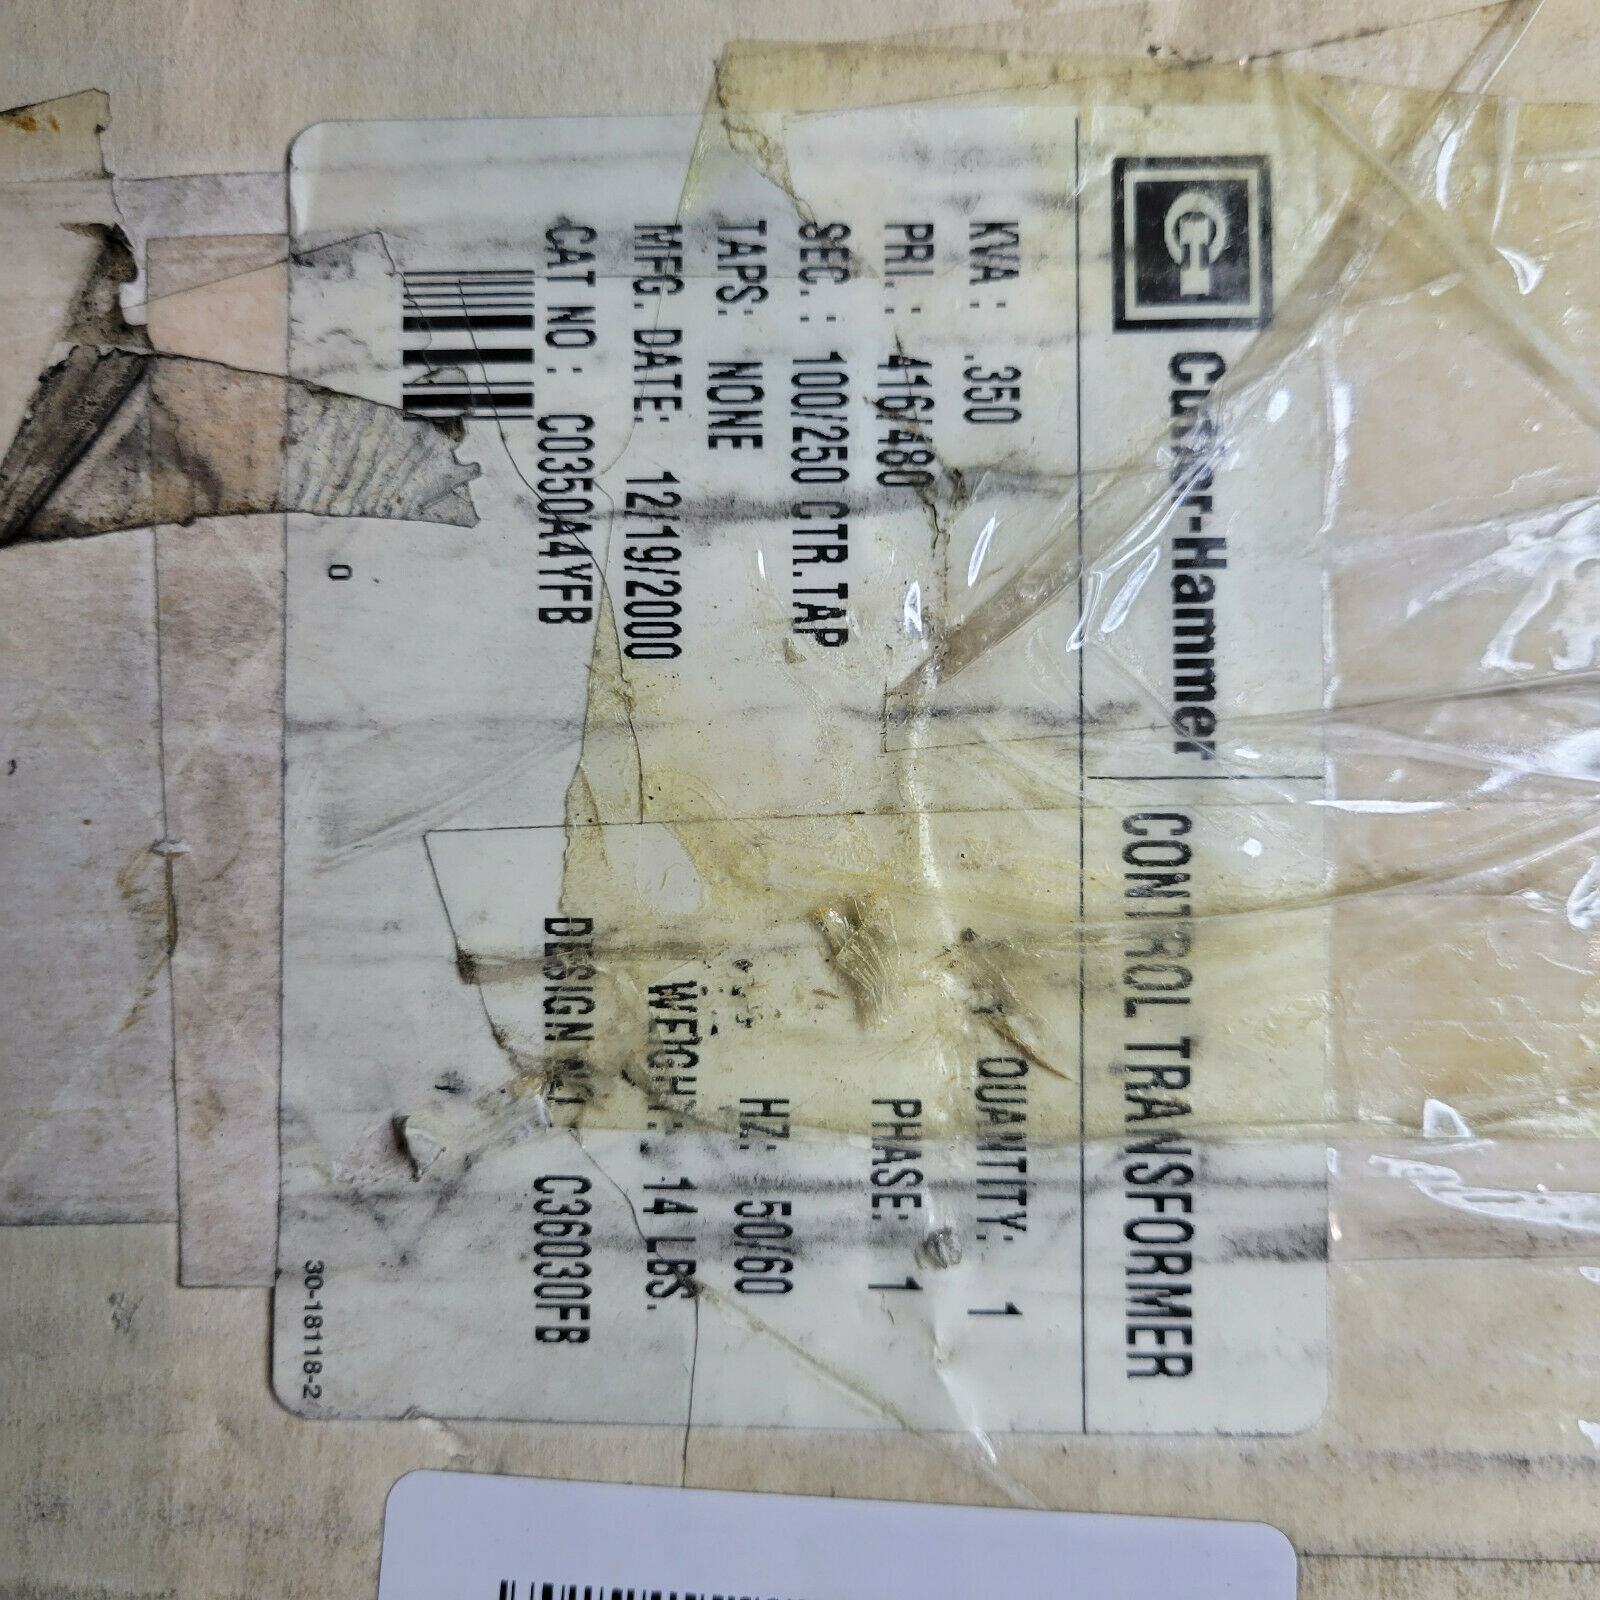 CH Cutler-Hammer CONTROL TRANSFORMER
KVA: .350 QUANTITY: 1
PRI.: 416/480 PHASE: 1
SEC.: 100/250 CTR.TAP
TAPS: NONE HZ: 50/60
MFG. DATE: 12/19/2000 WEIGHT: 14 LBS.
CAT NO: C0350A4YFB DESIGN NO: C36030FB
0
30-18118-2